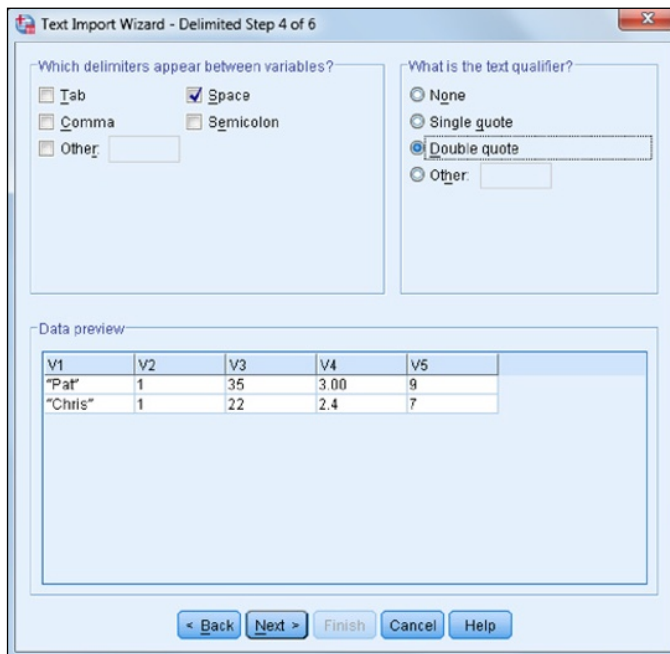 Text Import Wizard - Delimited Step 4 of 6
Which delimiters appear between variables?
Tab Space
Comma Semicolon
Other:
What is the text qualifier?
None
Single quote
Double quote
Other:
Data preview
V1 V2 V3 V4 V5
"Pat" 1 35 3.00 9
"Chris" 1 22 2.4 7
< Back Next > Finish Cancel Help